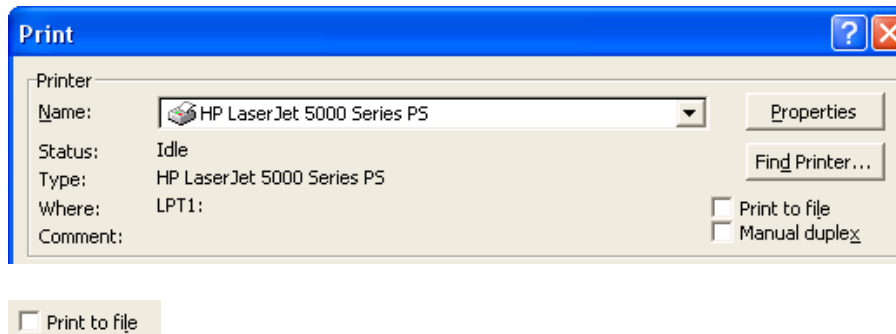 Print
Printer
Name: HP LaserJet 5000 Series PS Properties
Status: Idle
Find Printer...
Type: HP LaserJet 5000 Series PS
Where: LPT1: Print to file
Comment: Manual duplex
Print to file